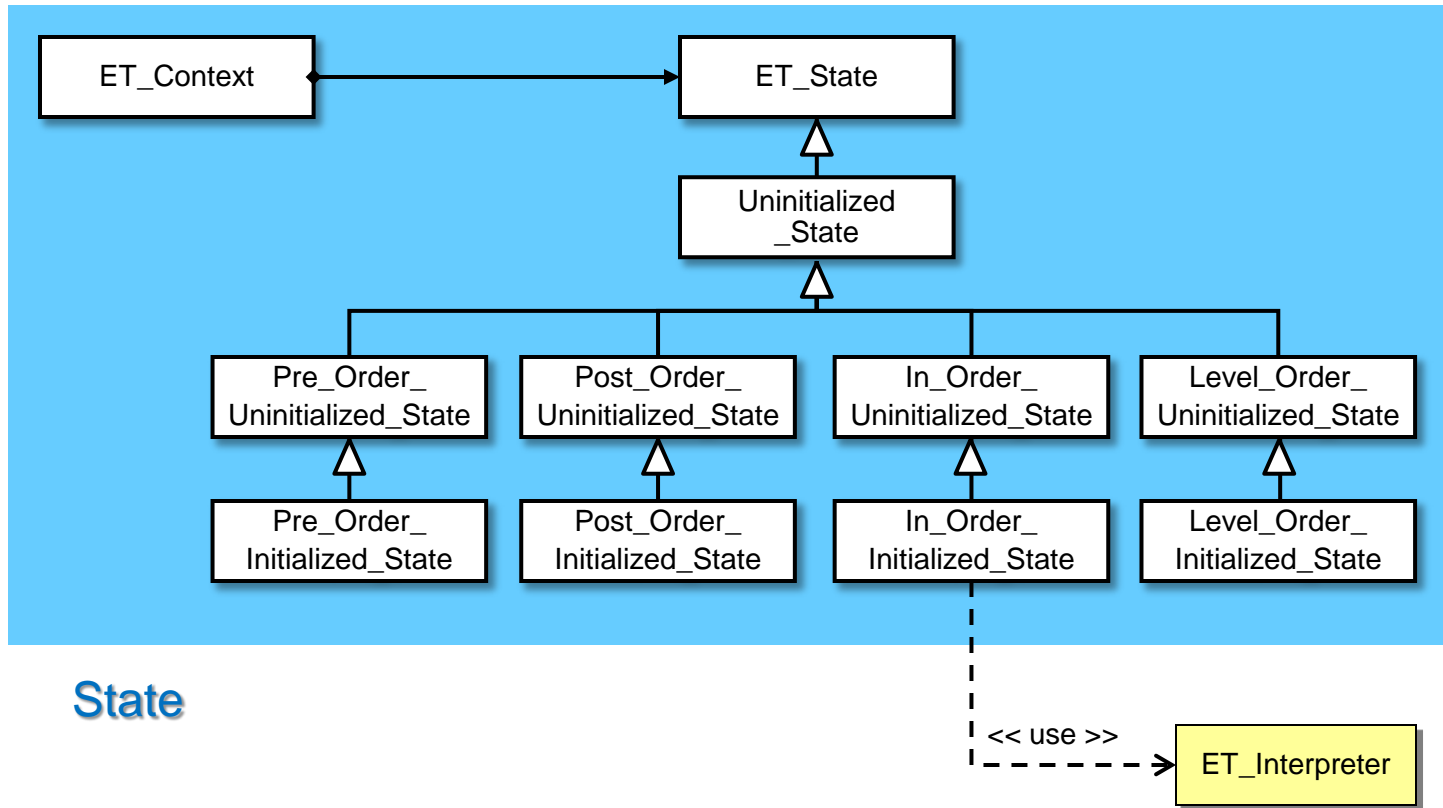 ET_Context
ET_State
Uninitialized
_State
Pre_Order_
Uninitialized_State
Post_Order_
Uninitialized_State
In_Order_
Uninitialized_State
Level_Order_
Uninitialized_State
Pre_Order_
Initialized_State
Post_Order_
Initialized_State
In_Order_
Initialized_State
Level_Order_
Initialized_State
State
<< use >>
ET_Interpreter